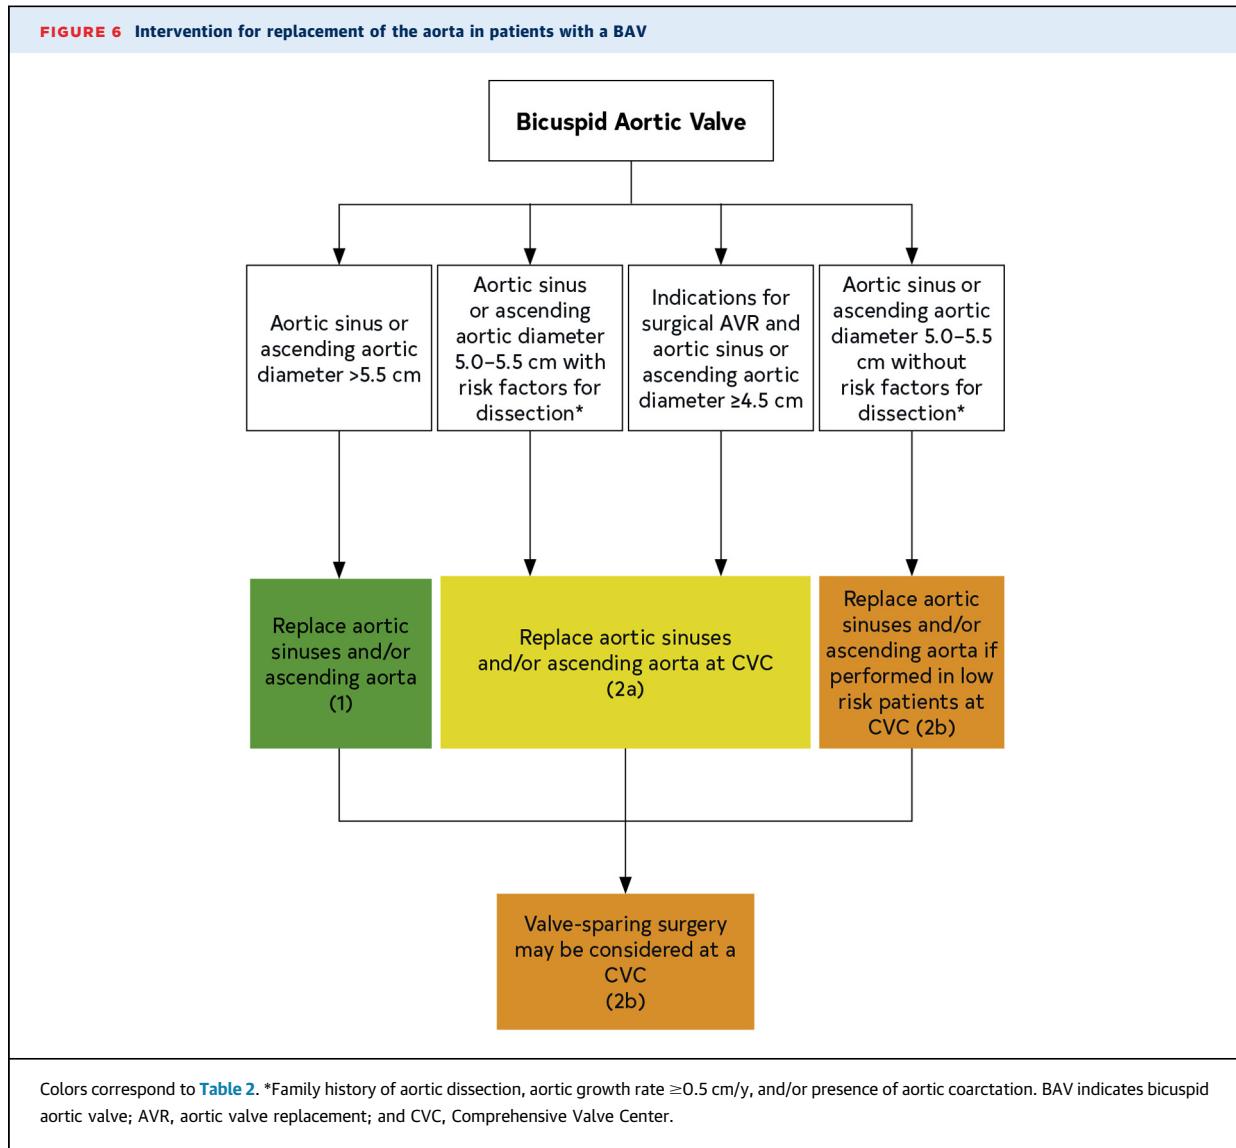 FIGURE 6 Intervention for replacement of the aorta in patients with a BAV
Bicuspid Aortic Valve
Aortic sinus or
ascending aortic
diameter >5.5 cm
Aortic sinus
or ascending
aortic diameter
5.0–5.5 cm with
risk factors for
dissection*
Indications for
surgical AVR and
aortic sinus or
ascending aortic
diameter ≥4.5 cm
Aortic sinus or
ascending aortic
diameter 5.0–5.5
cm without
risk factors for
dissection*
Replace aortic
sinuses and/or
ascending aorta
(1)
Replace aortic sinuses
and/or ascending aorta at CVC
(2a)
Replace aortic
sinuses and/or
ascending aorta if
performed in low
risk patients at
CVC (2b)
Valve-sparing surgery
may be considered at a
CVC
(2b)
Colors correspond to Table 2. *Family history of aortic dissection, aortic growth rate ≥0.5 cm/y, and/or presence of aortic coarctation. BAV indicates bicuspid
aortic valve; AVR, aortic valve replacement; and CVC, Comprehensive Valve Center.